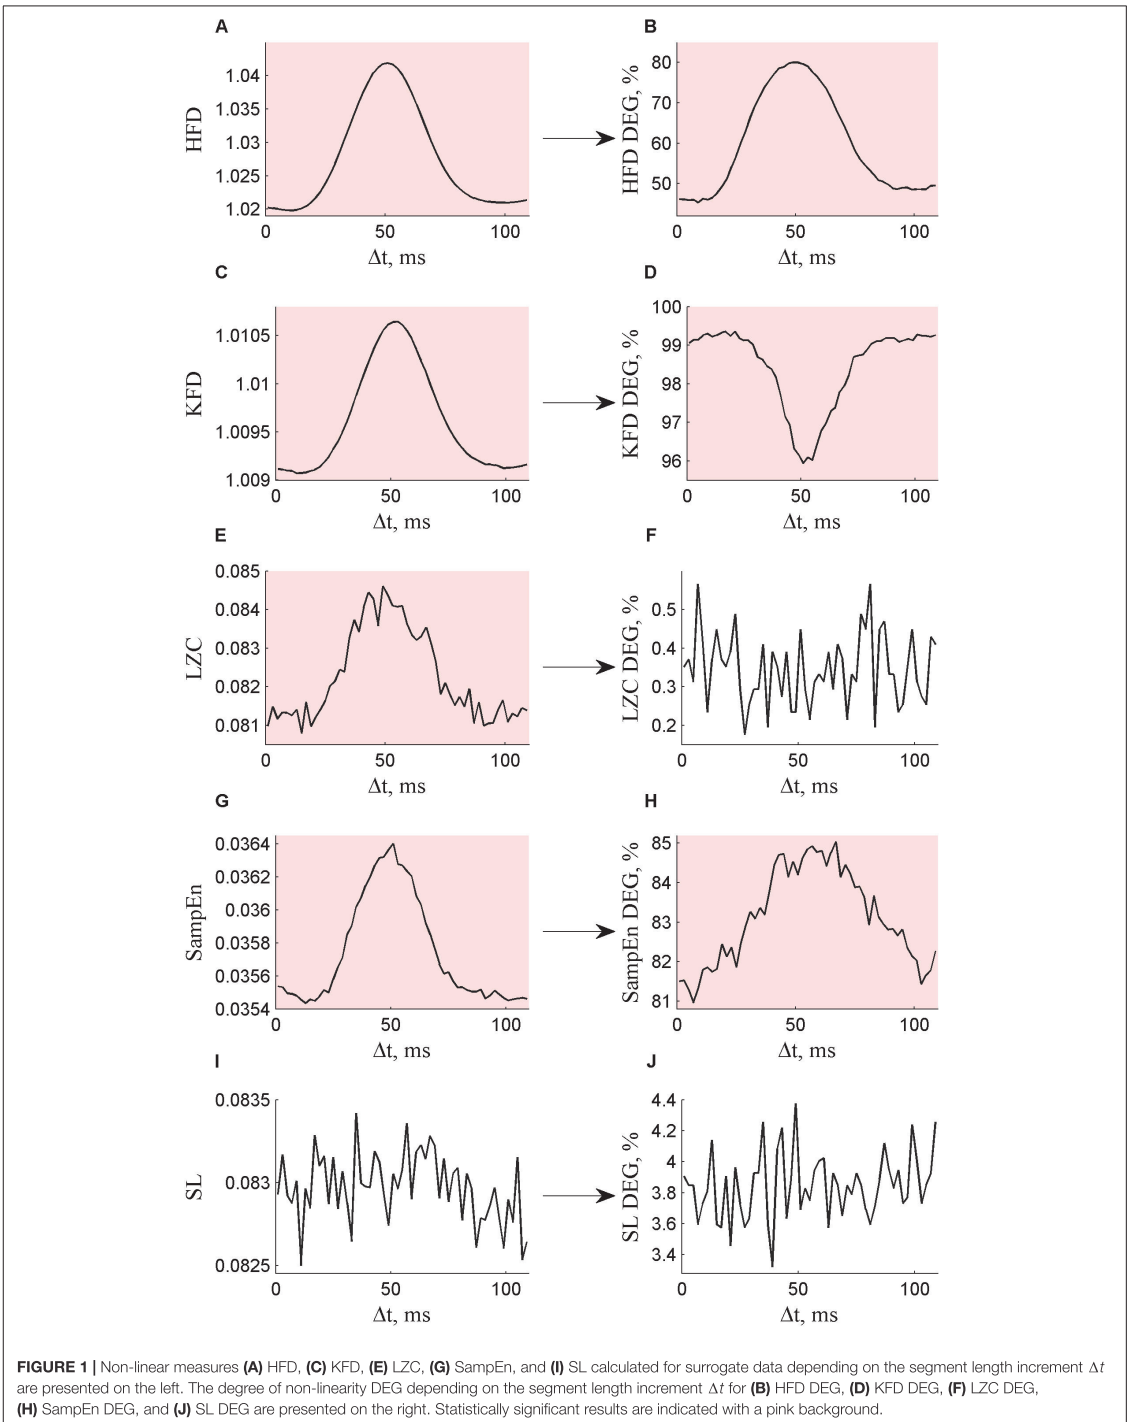 A
B
1.04
1.035
1.03
1.025
1.02
HFD
0 50 100
Δt, ms
80
70
60
50
HFD DEG, %
0 50 100
Δt, ms
C
D
1.0105
1.01
1.0095
1.009
KFD
0 50 100
Δt, ms
100
99
98
97
96
KFD DEG, %
0 50 100
Δt, ms
E
F
0.085
0.084
0.083
0.082
0.081
LZC
0 50 100
Δt, ms
0.5
0.4
0.3
0.2
LZC DEG, %
0 50 100
Δt, ms
G
H
0.0364
0.0362
0.036
0.0358
0.0356
0.0354
SampEn
0 50 100
Δt, ms
85
84
83
82
81
SampEn DEG, %
0 50 100
Δt, ms
I
J
0.0835
0.083
0.0825
SL
0 50 100
Δt, ms
4.4
4.2
4
3.8
3.6
3.4
SL DEG, %
0 50 100
Δt, ms
FIGURE 1 | Non-linear measures (A) HFD, (C) KFD, (E) LZC, (G) SampEn, and (I) SL calculated for surrogate data depending on the segment length increment Δt
are presented on the left. The degree of non-linearity DEG depending on the segment length increment Δt for (B) HFD DEG, (D) KFD DEG, (F) LZC DEG,
(H) SampEn DEG, and (J) SL DEG are presented on the right. Statistically significant results are indicated with a pink background.